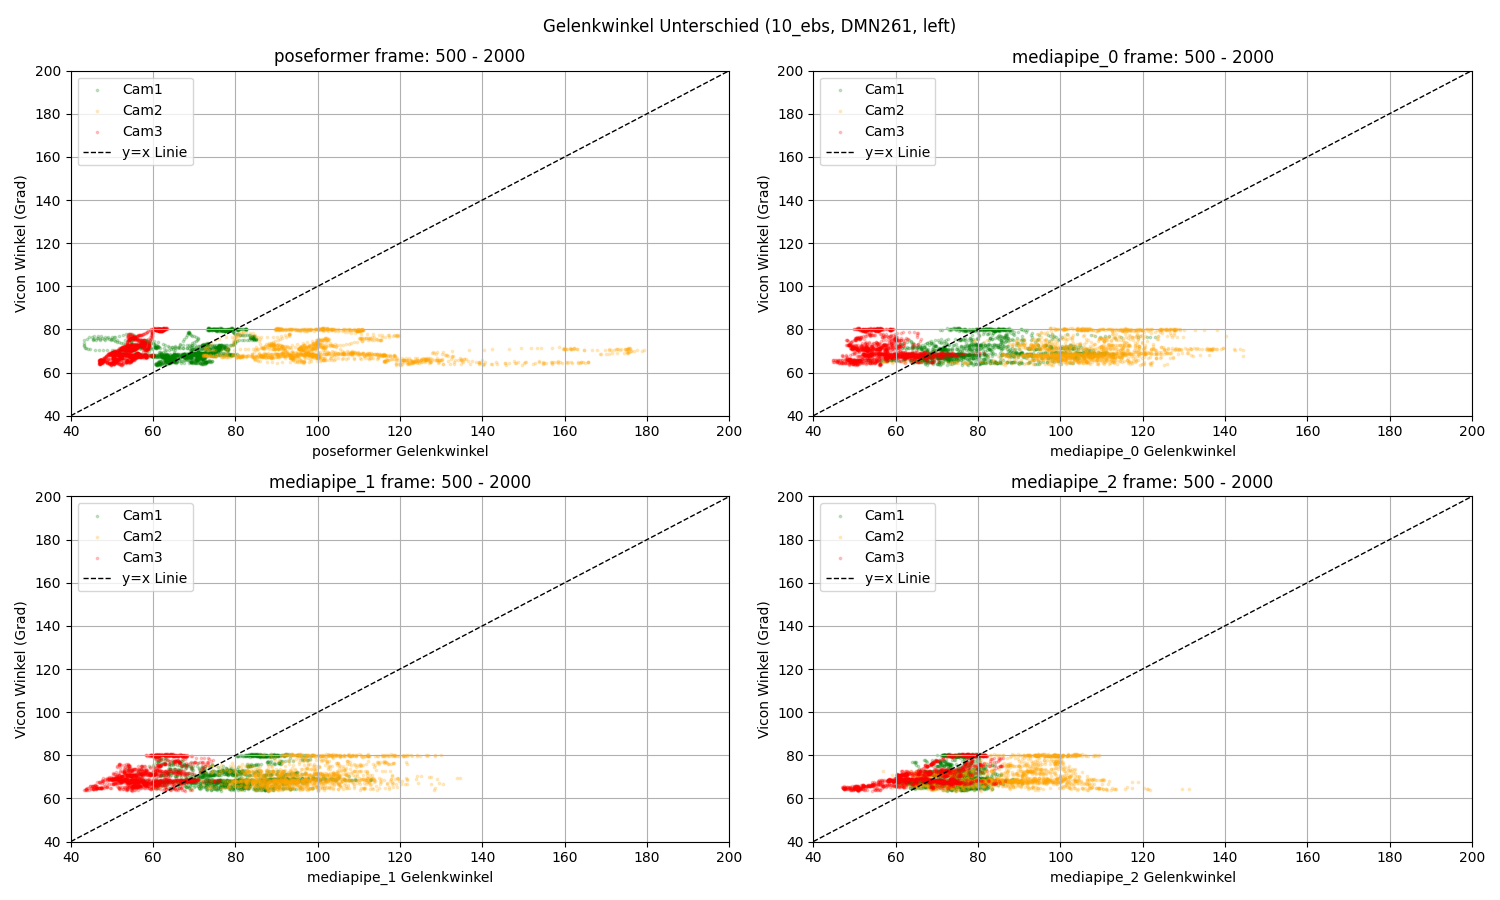 Gelenkwinkel Unterschied (10_ebs, DMN261, left)
poseformer frame: 500 - 2000
200
180
160
140
120
100
80
60
40
Vicon Winkel (Grad)
Cam1
Cam2
Cam3
y=x Linie
40 60 80 100 120 140 160 180 200
poseformer Gelenkwinkel
mediapipe_0 frame: 500 - 2000
200
180
160
140
120
100
80
60
40
Vicon Winkel (Grad)
Cam1
Cam2
Cam3
y=x Linie
40 60 80 100 120 140 160 180 200
mediapipe_0 Gelenkwinkel
mediapipe_1 frame: 500 - 2000
200
180
160
140
120
100
80
60
40
Vicon Winkel (Grad)
Cam1
Cam2
Cam3
y=x Linie
40 60 80 100 120 140 160 180 200
mediapipe_1 Gelenkwinkel
mediapipe_2 frame: 500 - 2000
200
180
160
140
120
100
80
60
40
Vicon Winkel (Grad)
Cam1
Cam2
Cam3
y=x Linie
40 60 80 100 120 140 160 180 200
mediapipe_2 Gelenkwinkel